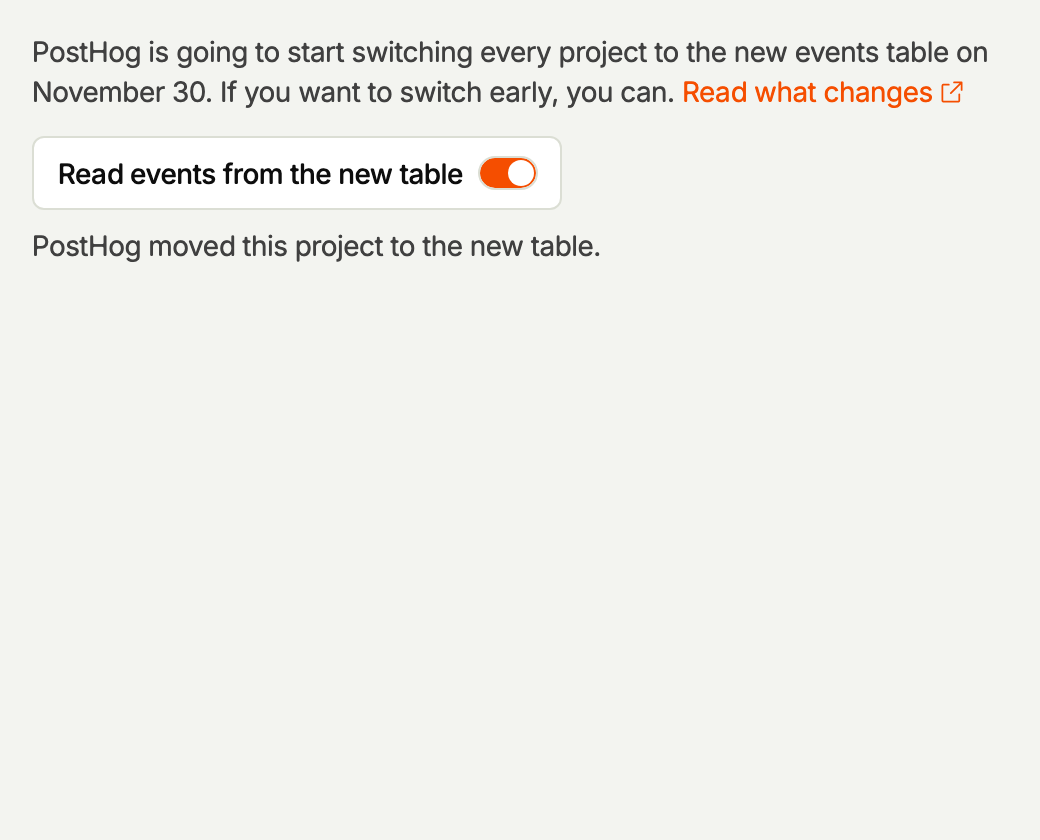 PostHog is going to start switching every project to the new events table on
November 30. If you want to switch early, you can. Read what changes
Read events from the new table
PostHog moved this project to the new table.